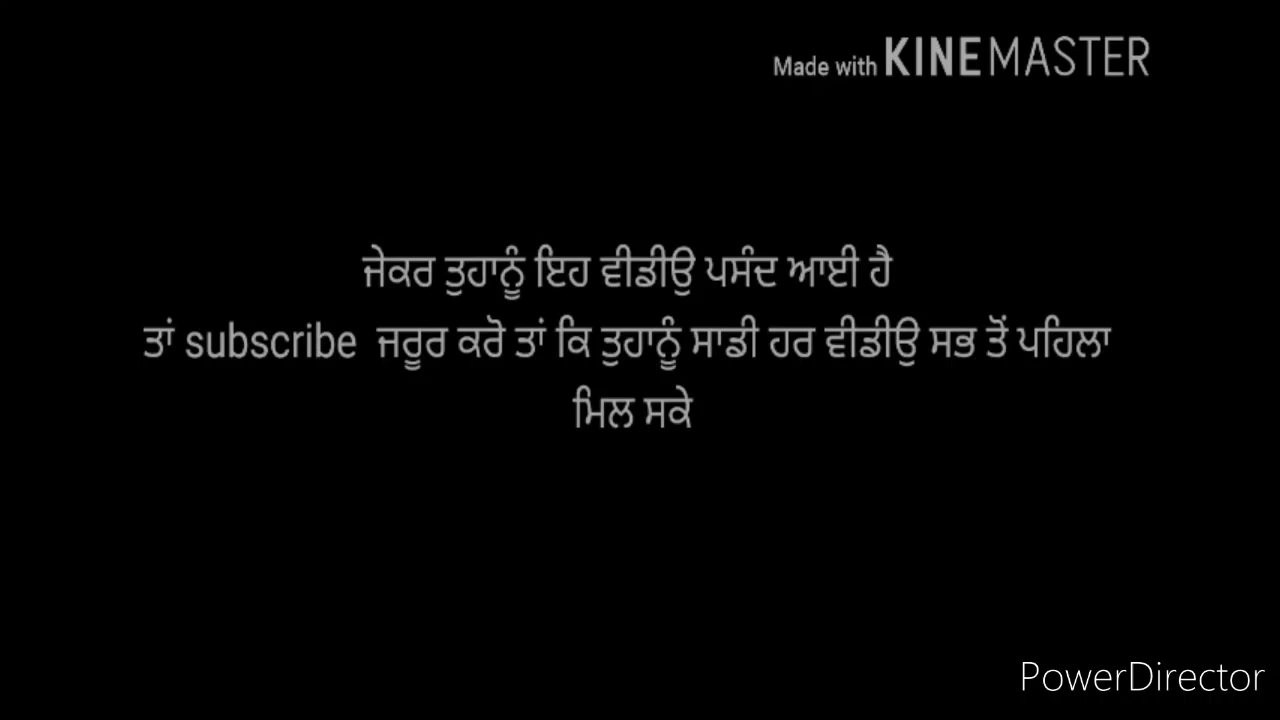 Made with KINEMASTER
ਜੇਕਰ ਤੁਹਾਨੂੰ ਇਹ ਵੀਡੀਉ ਪਸੰਦ ਆਈ ਹੈ
ਤਾਂ subscribe ਜਰੂਰ ਕਰੋ ਤਾਂ ਕਿ ਤੁਹਾਨੂੰ ਸਾਡੀ ਹਰ ਵੀਡੀਉ ਸਭ ਤੋਂ ਪਹਿਲਾ
ਮਿਲ ਸਕੇ
PowerDirector